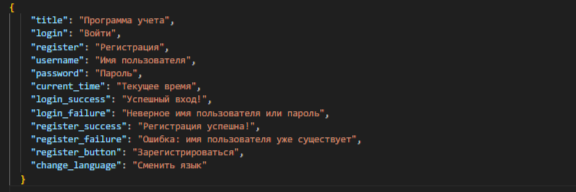 {
"title": "Программа учета",
"login": "Войти",
"register": "Регистрация",
"username": "Имя пользователя",
"password": "Пароль",
"current_time": "Текущее время",
"login_success": "Успешный вход!",
"login_failure": "Неверное имя пользователя или пароль",
"register_success": "Регистрация успешна!",
"register_failure": "Ошибка: имя пользователя уже существует",
"register_button": "Зарегистрироваться",
"change_language": "Сменить язык"
}